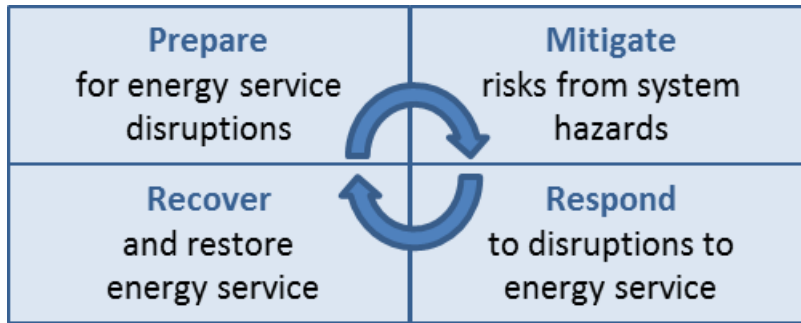 Prepare
for energy service
disruptions
Mitigate
risks from system
hazards
Recover
and restore
energy service
Respond
to disruptions to
energy service